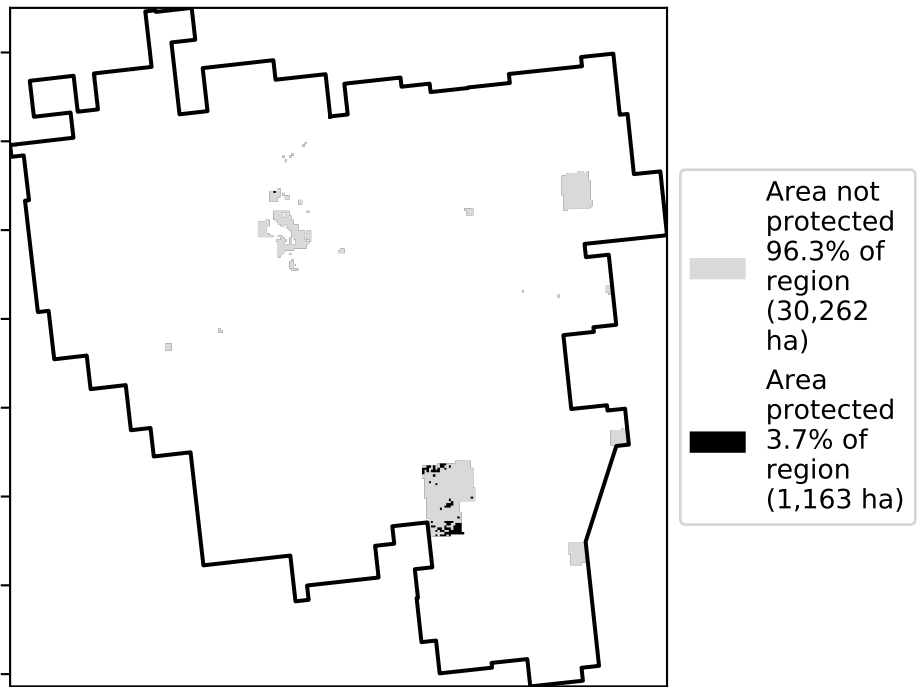 Area not
protected
96.3% of
region
(30,262
ha)
Area
protected
3.7% of
region
(1,163 ha)